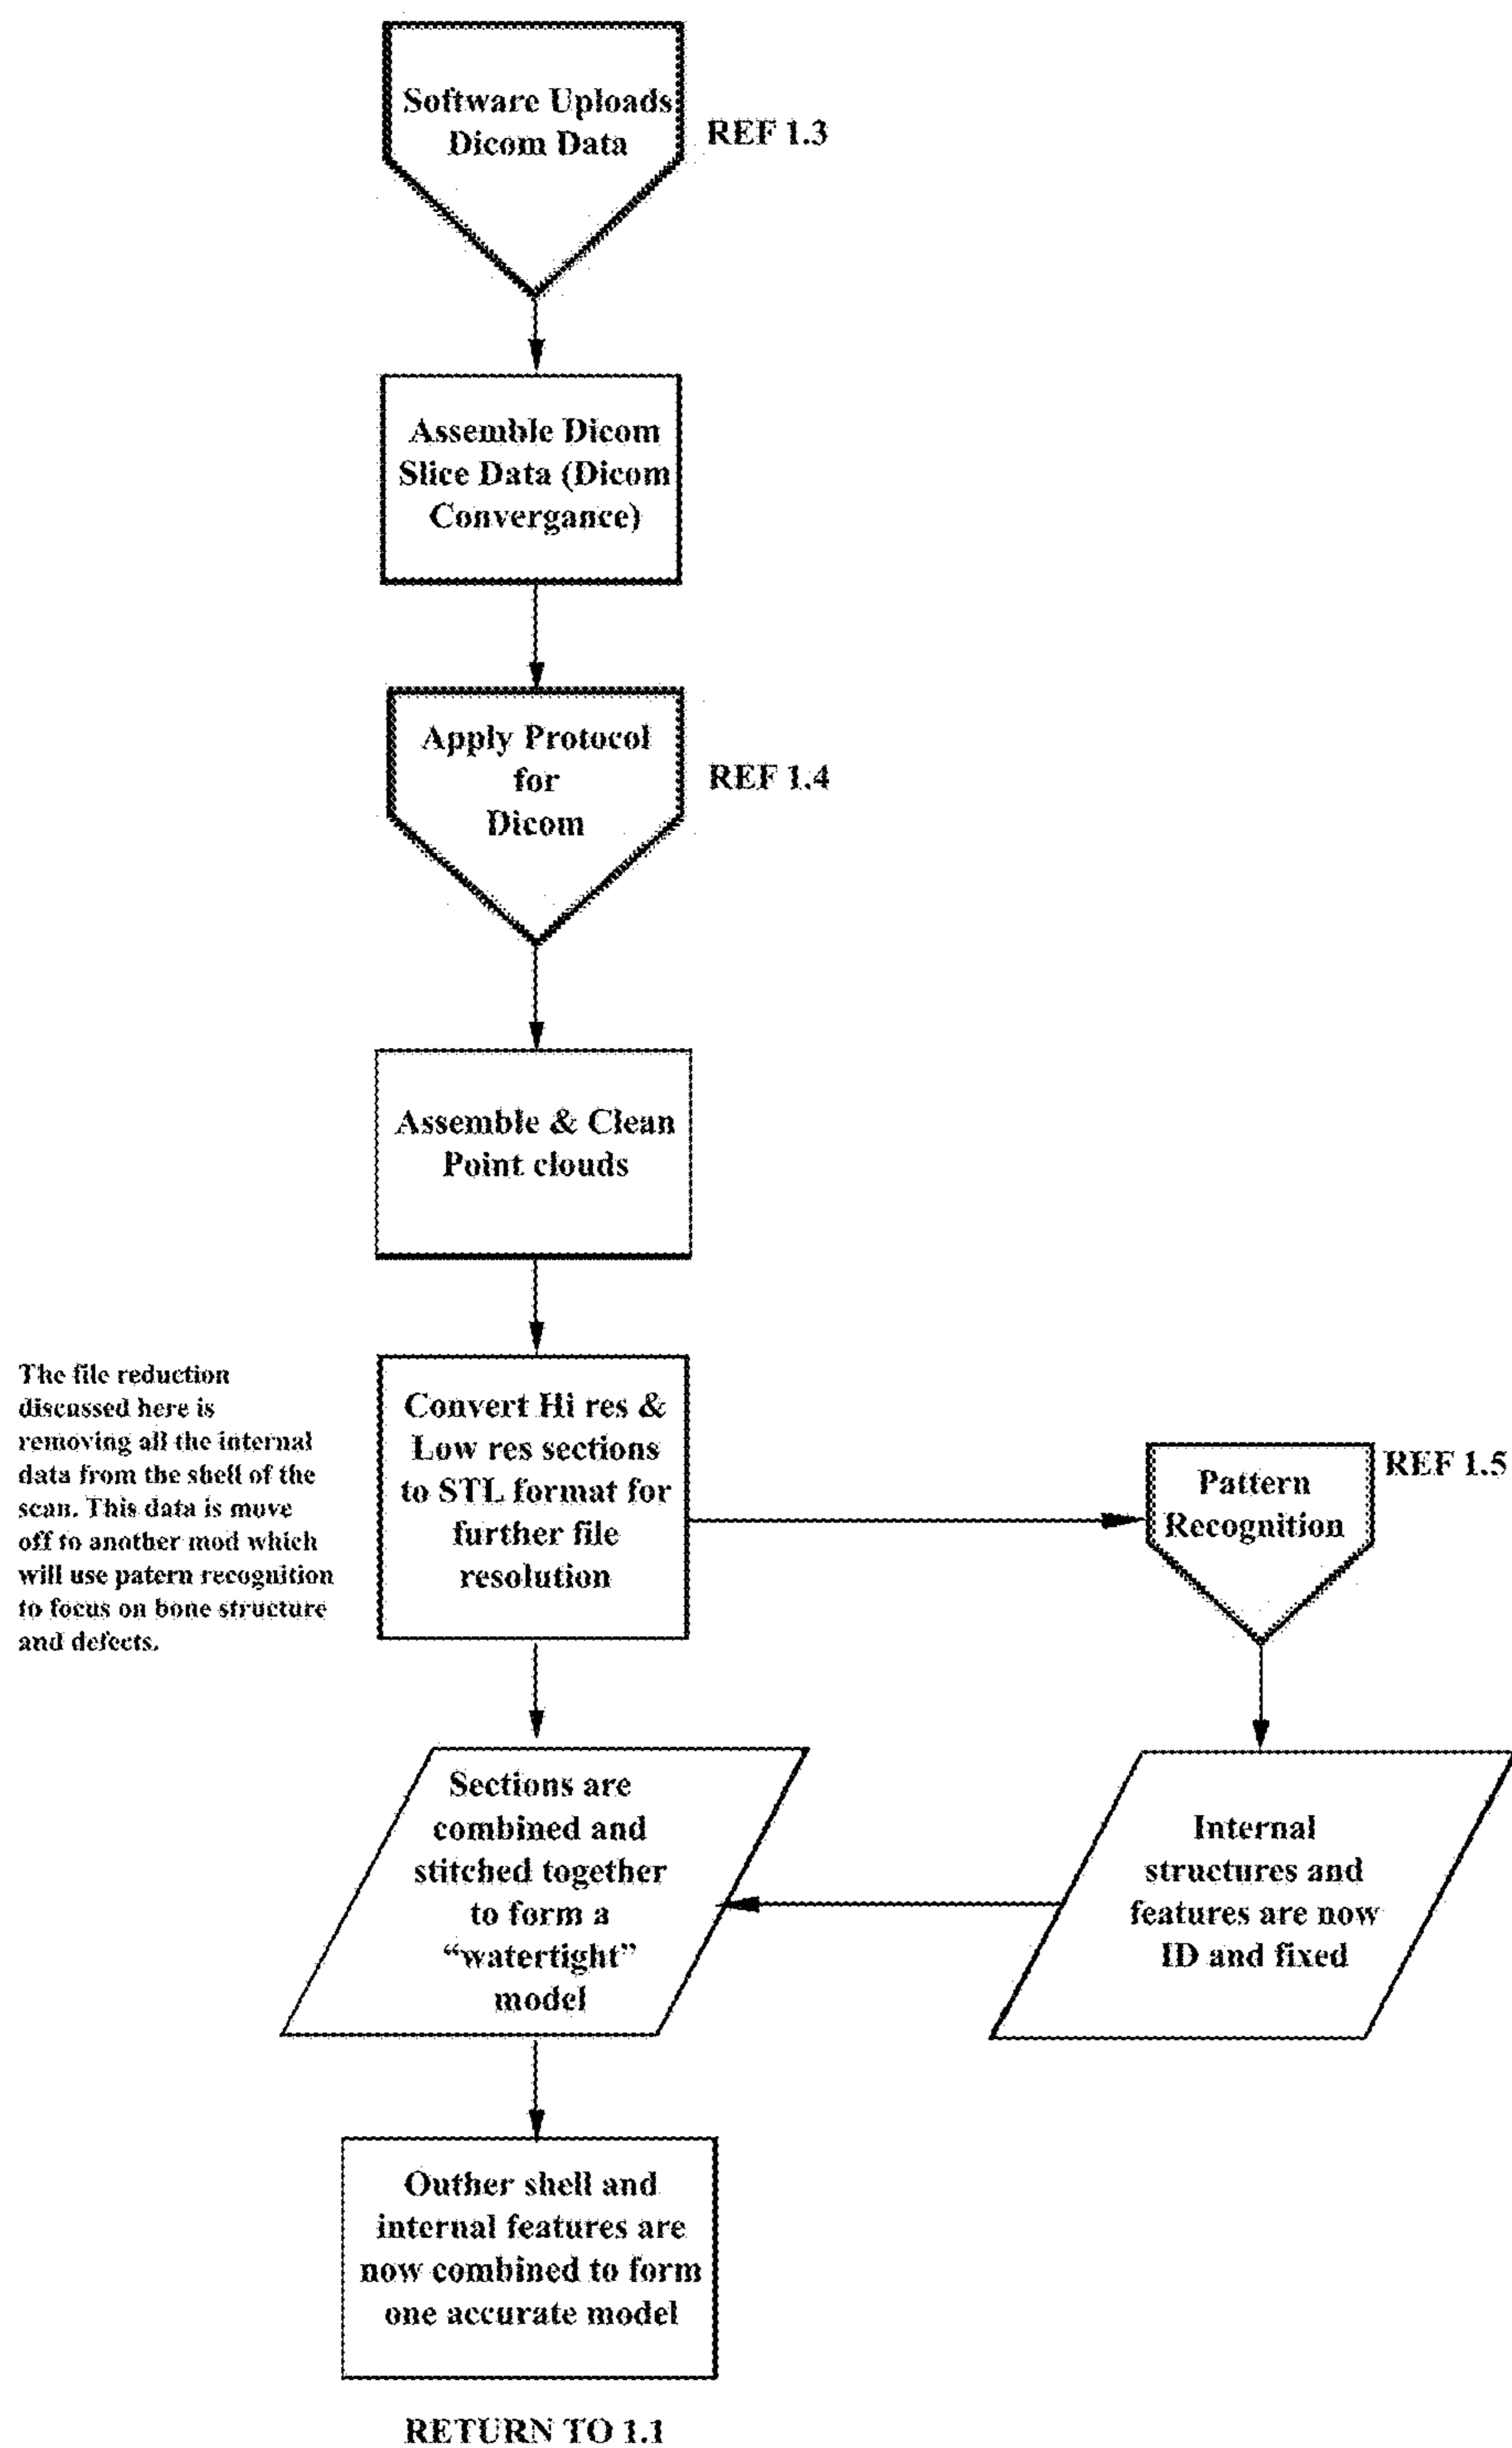 Software Uploads
Dicom Data
REF 1.3
Assemble Dicom
Slice Data (Dicom
Convergance)
Apply Protocol
for
Dicom
REF 1.4
Assemble & Clean
Point clouds
The file reduction
discussed here is
removing all the internal
data from the shell of the
scan. This data is move
off to another mod which
will use patern recognition
to focus on bone structure
and defects.
Convert Hi res &
Low res sections
to STL format for
further file
resolution
Pattern
Recognition
REF 1.5
Sections are
combined and
stitched together
to form a
“watertight”
model
Internal
structures and
features are now
ID and fixed
Outher shell and
internal features are
now combined to form
one accurate model
RETURN TO 1.1